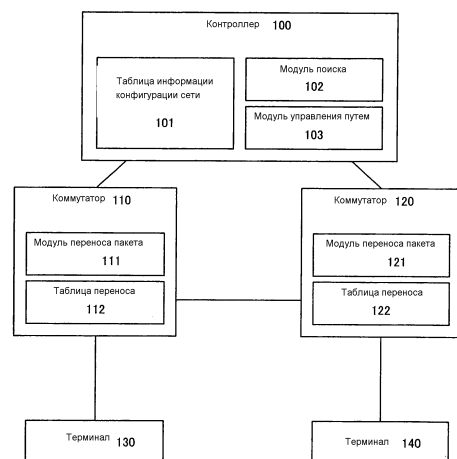 Контроллер 100
Таблица информации
конфигурации сети
101
Модуль поиска
102
Модуль управления путем
103
Коммутатор 110
Модуль переноса пакета
111
Таблица переноса
112
Коммутатор 120
Модуль переноса пакета
121
Таблица переноса
122
Терминал 130
Терминал 140